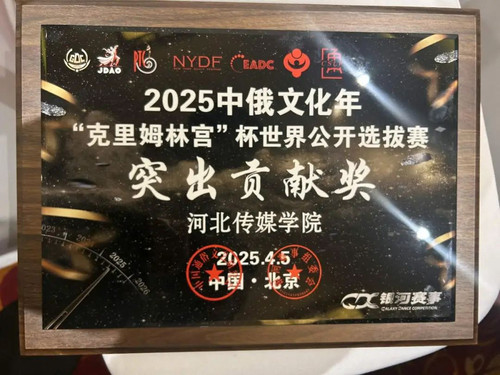 JDAO NYDF EADC
2025中俄文化年
“克里姆林宫”杯世界公开选拔赛
突出贡献奖
河北传媒学院
2025.4.5
中国·北京
2025
2026
银河赛事
GALAXY DANCE COMPETITION